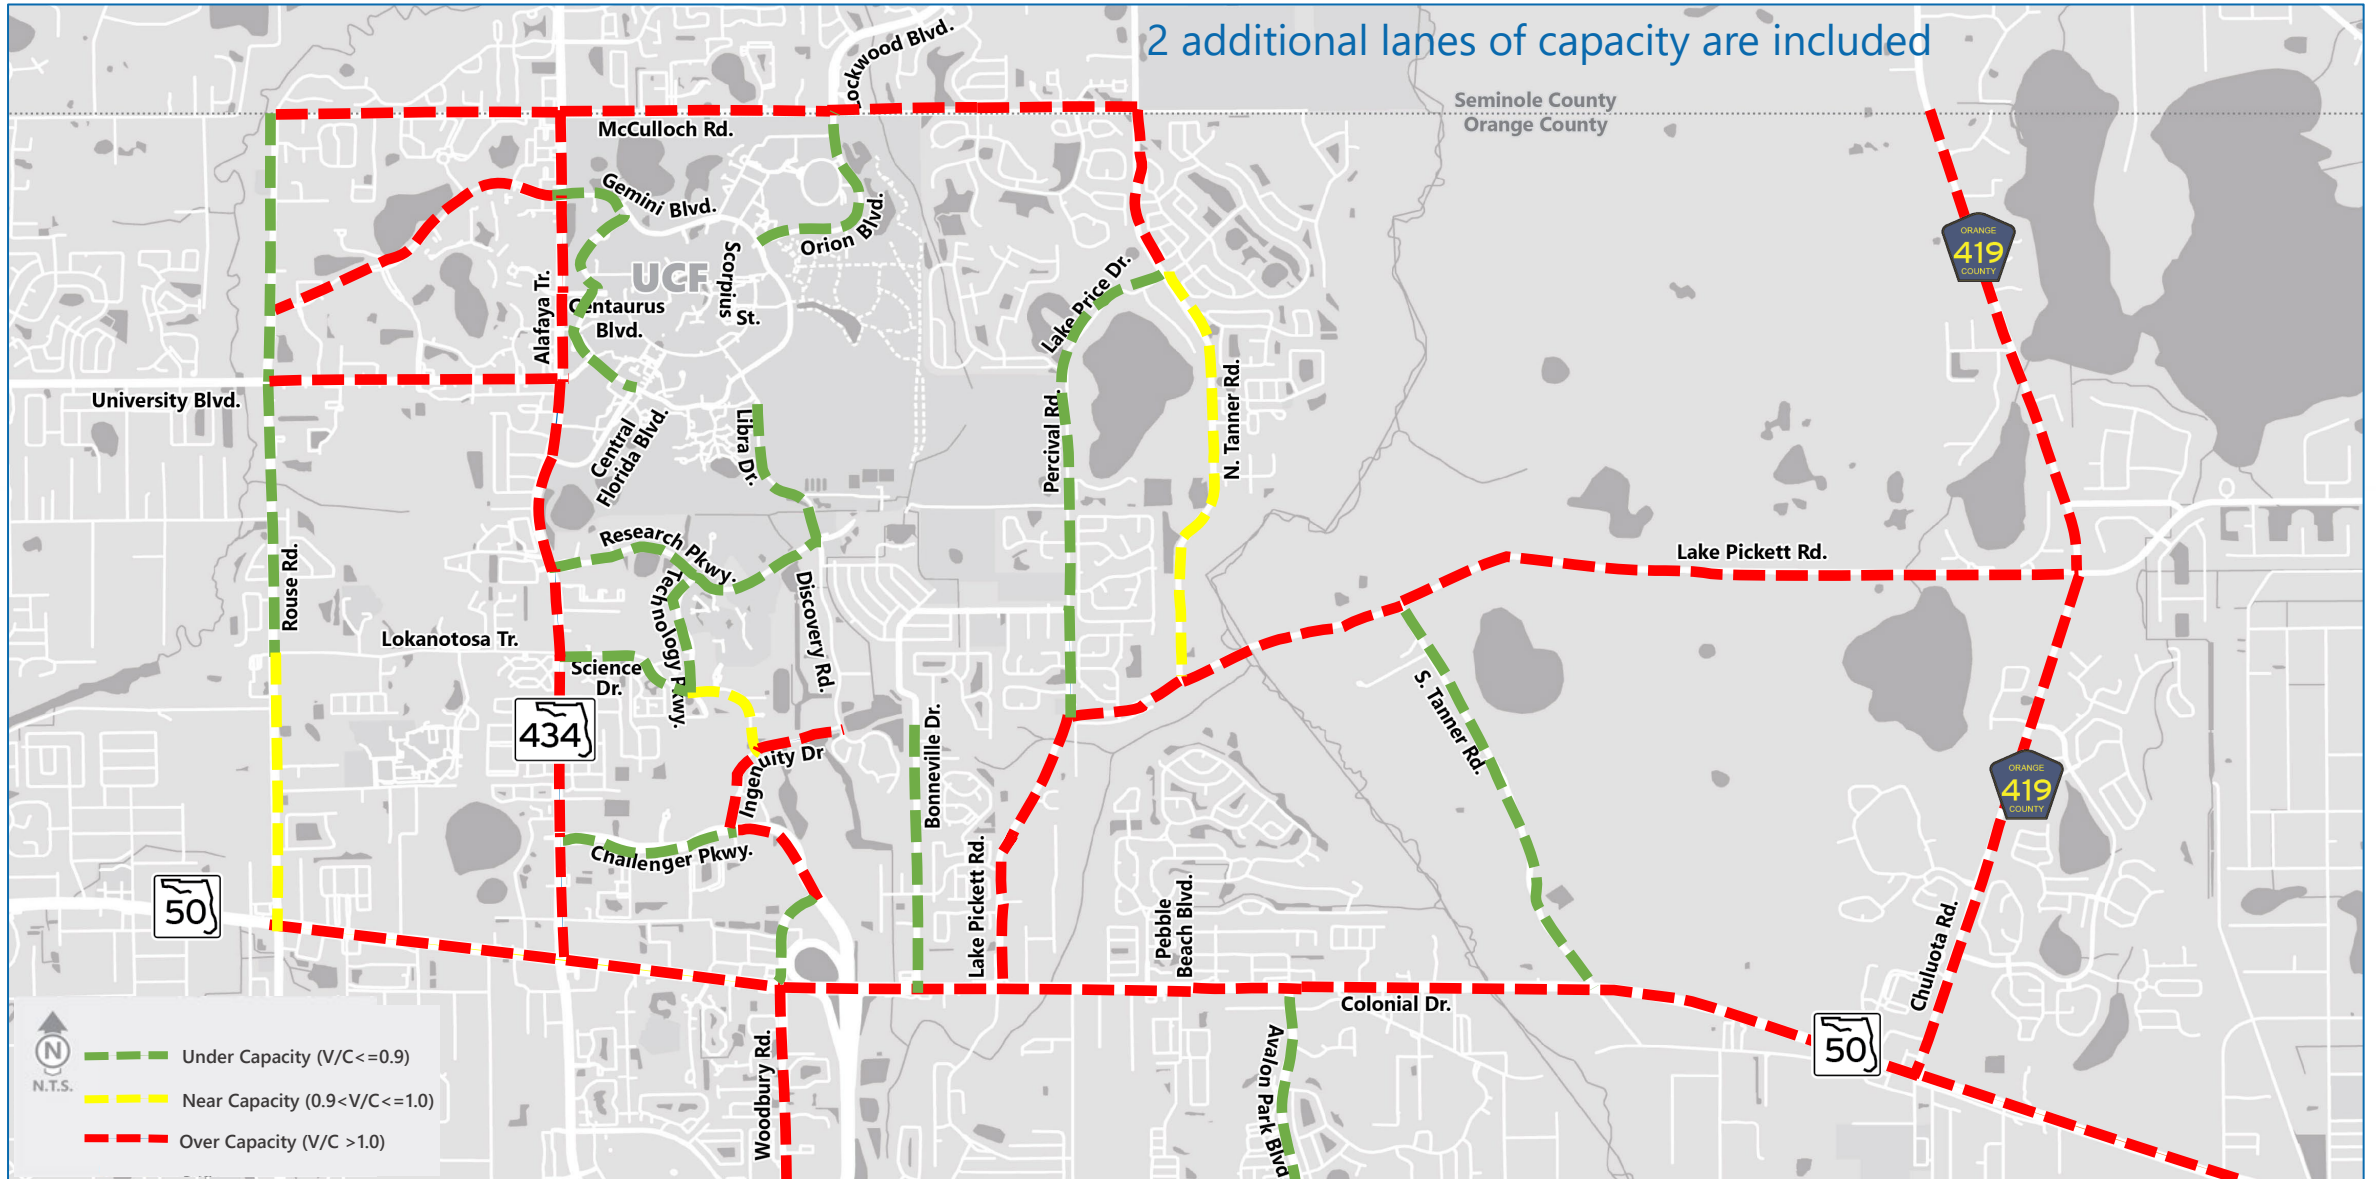 2 additional lanes of capacity are included
Lockwood Blvd.
Seminole County
Orange County
McCulloch Rd.
Gemini Blvd.
Orion Blvd.
ORANGE
419
COUNTY
UCF
Scorpius
St.
Centaurus
Blvd.
Alafaya Tr.
Lake Price Dr.
University Blvd.
N. Tanner Rd.
Percival Rd.
Libra Dr.
Central
Florida Blvd.
Research Pkwy.
Lake Pickett Rd.
Rouse Rd.
Technology Pkwy.
Discovery Rd.
Lokanotosa Tr.
Science
Dr.
S. Tanner Rd.
434
Bonneville Dr.
Ingenuity Dr
ORANGE
419
COUNTY
Challenger Pkwy.
Lake Pickett Rd.
Pebble
Beach Blvd.
50
Chuluota Rd.
Colonial Dr.
50
Woodbury Rd.
Avalon Park Blvd
N
N.T.S.
Under Capacity (V/C<=0.9)
Near Capacity (0.9<V/C<=1.0)
Over Capacity (V/C >1.0)